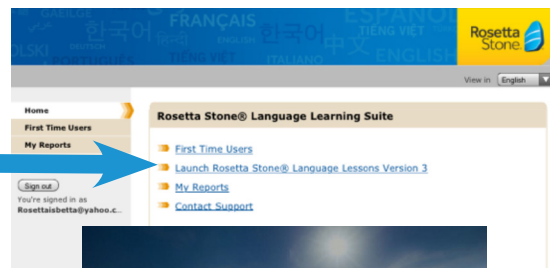 GAEILGE
한국어
FRANÇAIS
ESPAÑOL
TIẾNG VIỆT
DEUTSCH
हिन्दी
ENGLISH
한국어
中文
ENGLISH
PORTUGUÊS
TIẾNG VIỆT
ITALIANO
Rosetta
Stone
View in English
Home
First Time Users
My Reports
Sign out
You're signed in as
Rosettaisbetta@yahoo.c...
Rosetta Stone® Language Learning Suite
First Time Users
Launch Rosetta Stone® Language Lessons Version 3
My Reports
Contact Support